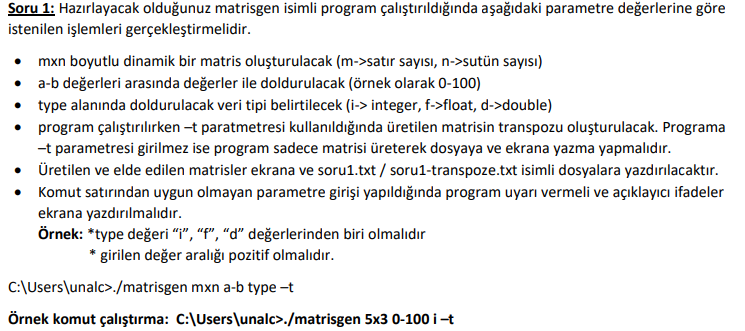 Soru 1: Hazırlayacak olduğunuz matrisgen isimli program çalıştırıldığında aşağıdaki parametre değerlerine göre
istenilen işlemleri gerçekleştirmelidir.
• mxn boyutlu dinamik bir matris oluşturulacak (m->satır sayısı, n->sutün sayısı)
• a-b değerleri arasında değerler ile doldurulacak (örnek olarak 0-100)
• type alanında doldurulacak veri tipi belirtilecek (i-> integer, f->float, d->double)
• program çalıştırılırken –t paratmetresi kullanıldığında üretilen matrisin transpozu oluşturulacak. Programa
–t parametresi girilmez ise program sadece matrisi üreterek dosyaya ve ekrana yazma yapmalıdır.
• Üretilen ve elde edilen matrisler ekrana ve soru1.txt / soru1-transpoze.txt isimli dosyalara yazdırılacaktır.
• Komut satırından uygun olmayan parametre girişi yapıldığında program uyarı vermeli ve açıklayıcı ifadeler
ekrana yazdırılmalıdır.
Örnek: *type değeri “i”, “f”, “d” değerlerinden biri olmalıdır
* girilen değer aralığı pozitif olmalıdır.
C:\Users\unalc>./matrisgen mxn a-b type –t
Örnek komut çalıştırma: C:\Users\unalc>./matrisgen 5x3 0-100 i –t